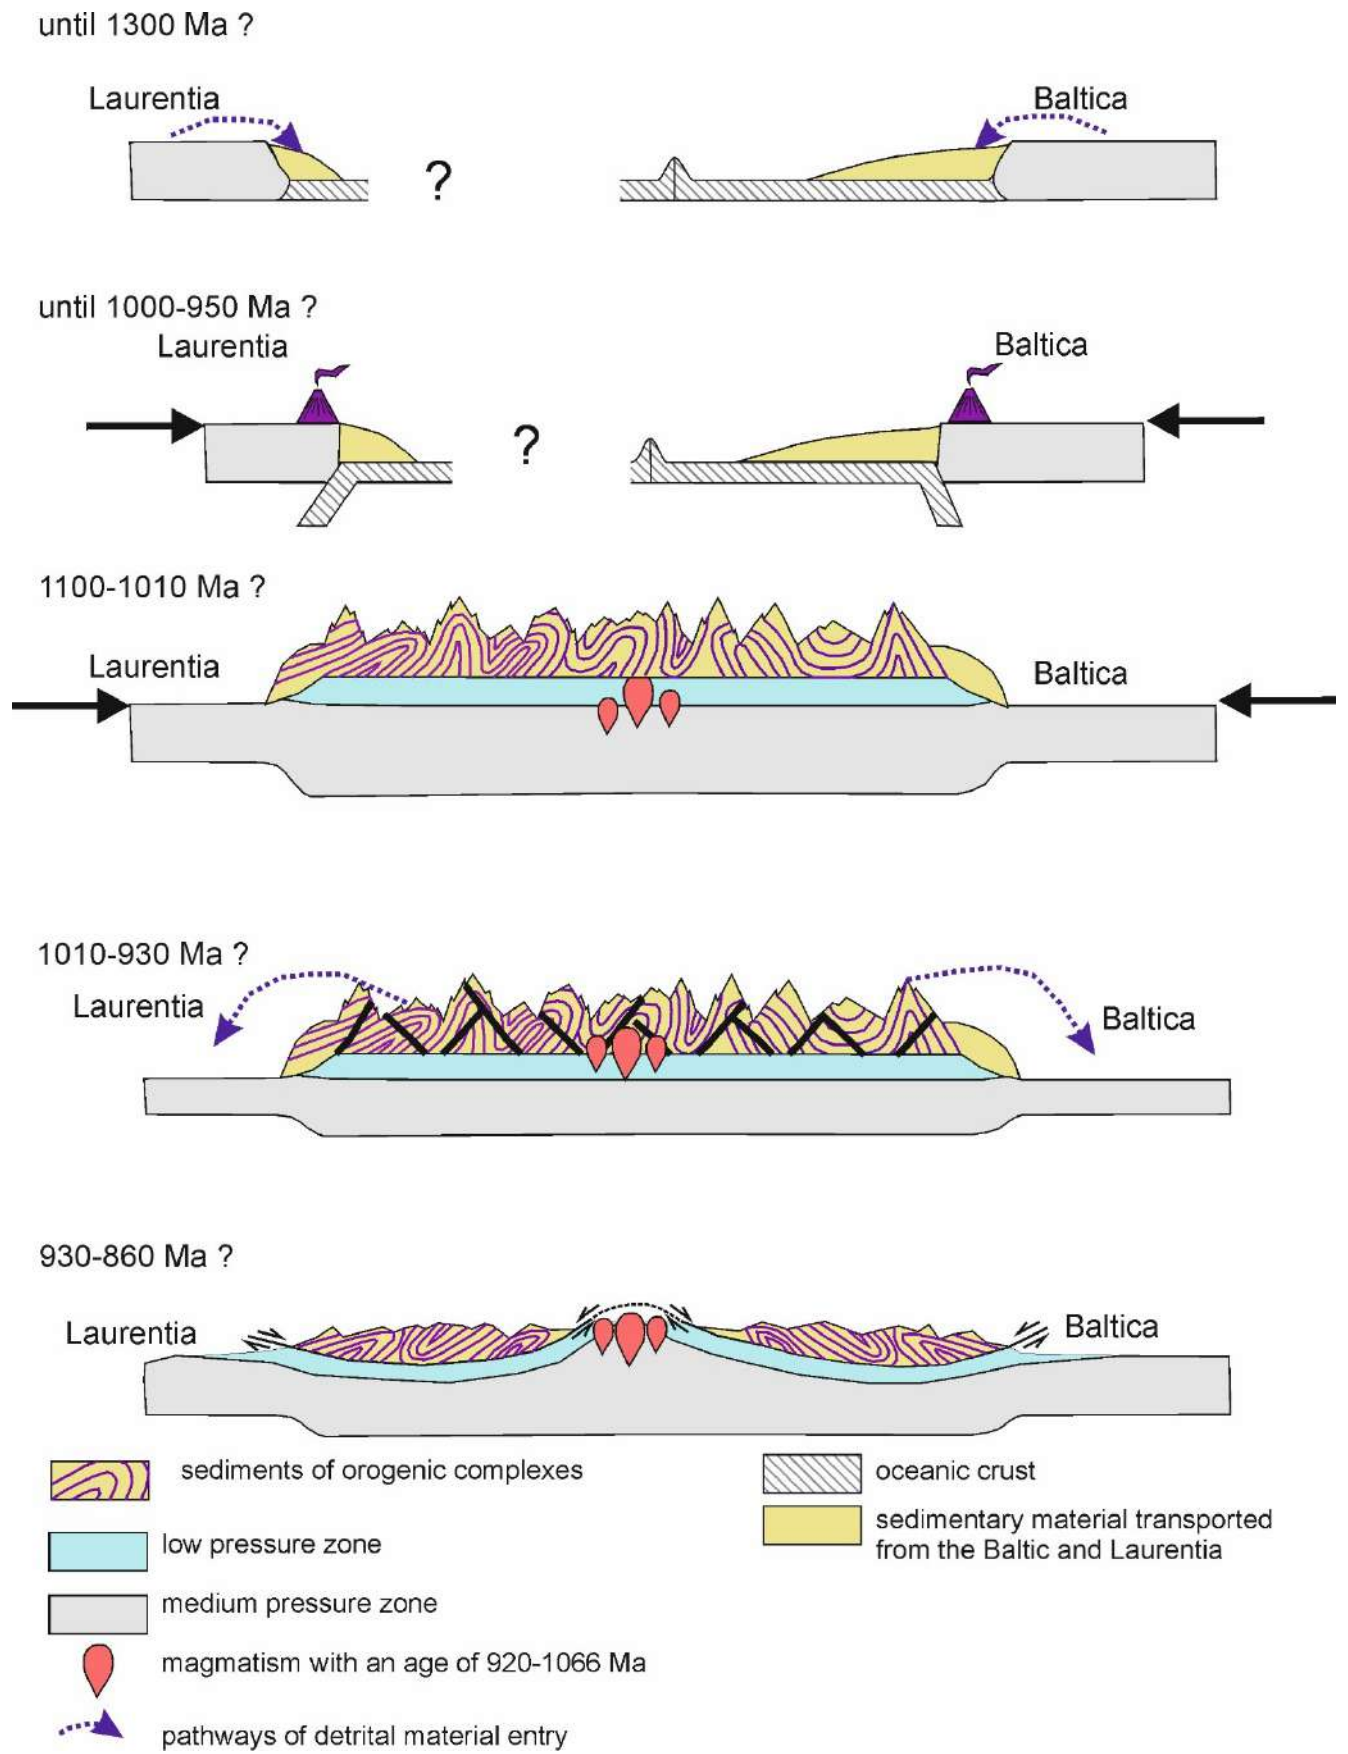 until 1300 Ma ?
Laurentia
Baltica
?
until 1000-950 Ma ?
Laurentia
Baltica
?
1100-1010 Ma ?
Laurentia
Baltica
1010-930 Ma ?
Laurentia
Baltica
930-860 Ma ?
Laurentia
Baltica
sediments of orogenic complexes
low pressure zone
medium pressure zone
magmatism with an age of 920-1066 Ma
pathways of detrital material entry
oceanic crust
sedimentary material transported
from the Baltic and Laurentia